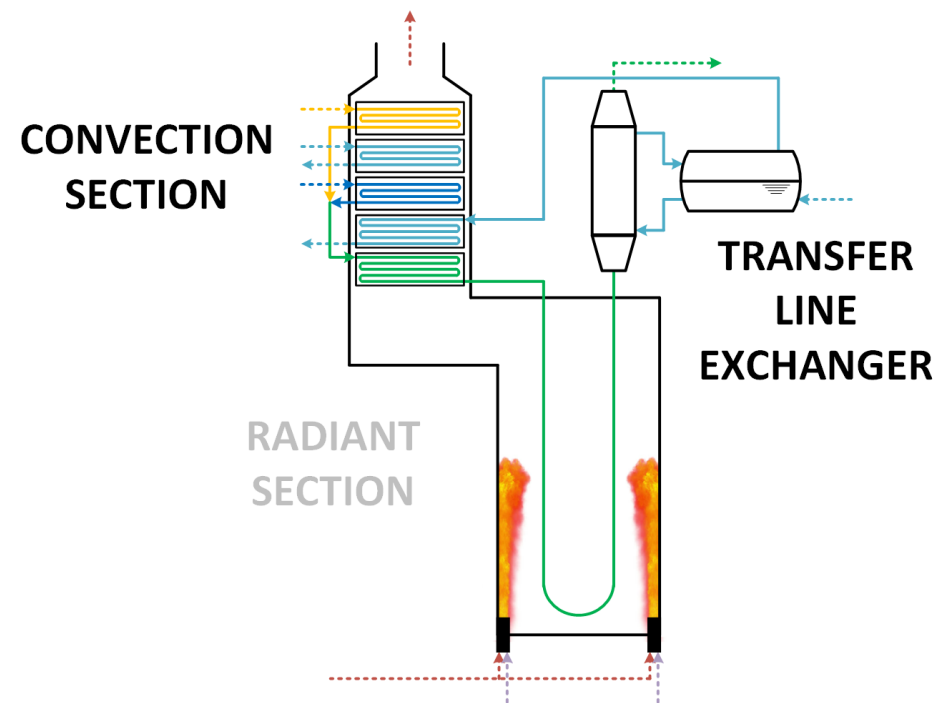 CONVECTION
SECTION
TRANSFER
LINE
EXCHANGER
RADIANT
SECTION